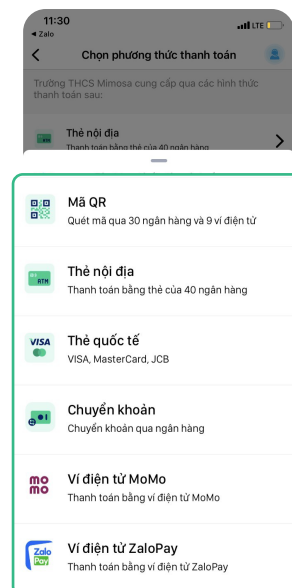 11:30
LTE
◄ Zalo
Chọn phương thức thanh toán
Trường THCS Mimosa cung cấp qua các hình thức
thanh toán sau:
Thẻ nội địa
Thanh toán bằng thẻ của 40 ngân hàng
Mã QR
Quét mã qua 30 ngân hàng và 9 ví điện tử
ATM
Thẻ nội địa
Thanh toán bằng thẻ của 40 ngân hàng
VISA
Thẻ quốc tế
VISA, MasterCard, JCB
Chuyển khoản
Chuyển khoản qua ngân hàng
mo
mo
Ví điện tử MoMo
Thanh toán bằng ví điện tử MoMo
Zalo
Pay
Ví điện tử ZaloPay
Thanh toán bằng ví điện tử ZaloPay